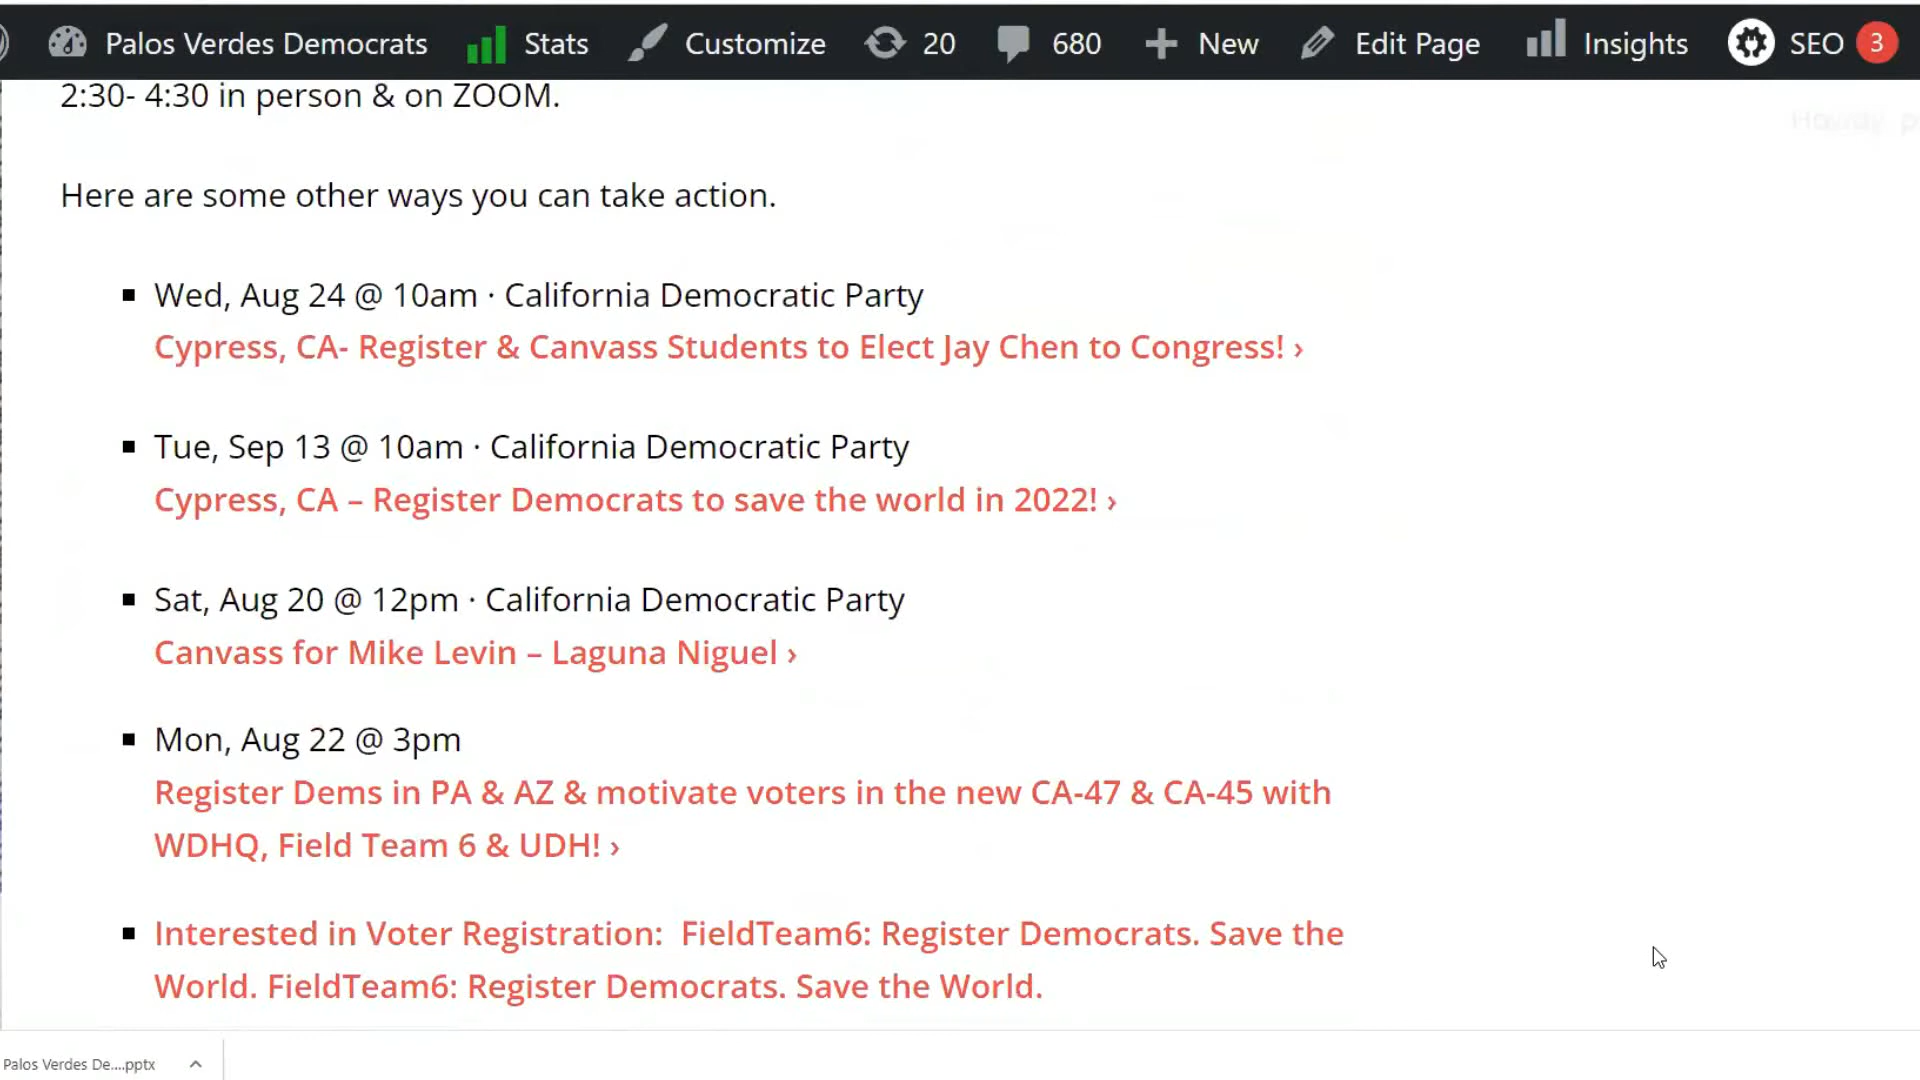 Palos Verdes Democrats Stats Customize 20 680 New Edit Page Insights SEO 3
2:30- 4:30 in person & on ZOOM.
Howdy, p
Here are some other ways you can take action.
Wed, Aug 24 @ 10am · California Democratic Party
Cypress, CA- Register & Canvass Students to Elect Jay Chen to Congress! ›
Tue, Sep 13 @ 10am · California Democratic Party
Cypress, CA – Register Democrats to save the world in 2022! ›
Sat, Aug 20 @ 12pm · California Democratic Party
Canvass for Mike Levin – Laguna Niguel ›
Mon, Aug 22 @ 3pm
Register Dems in PA & AZ & motivate voters in the new CA-47 & CA-45 with
WDHQ, Field Team 6 & UDH! ›
Interested in Voter Registration:  FieldTeam6: Register Democrats. Save the
World. FieldTeam6: Register Democrats. Save the World.
Palos Verdes De....pptx